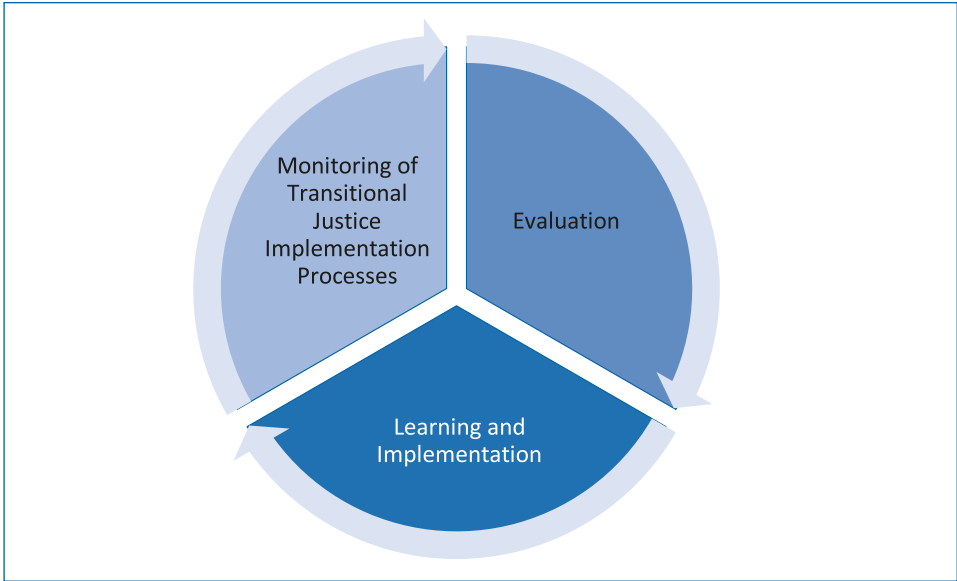 Monitoring of
Transitional
Justice
Implementation
Processes
Evaluation
Learning and
Implementation